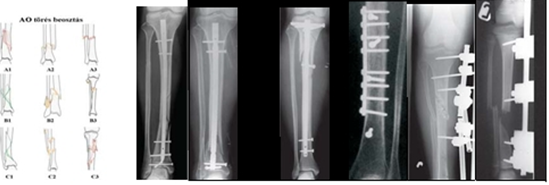 AO törés beosztás
A1 A2 A3
B1 B2 B3
C1 C2 C3